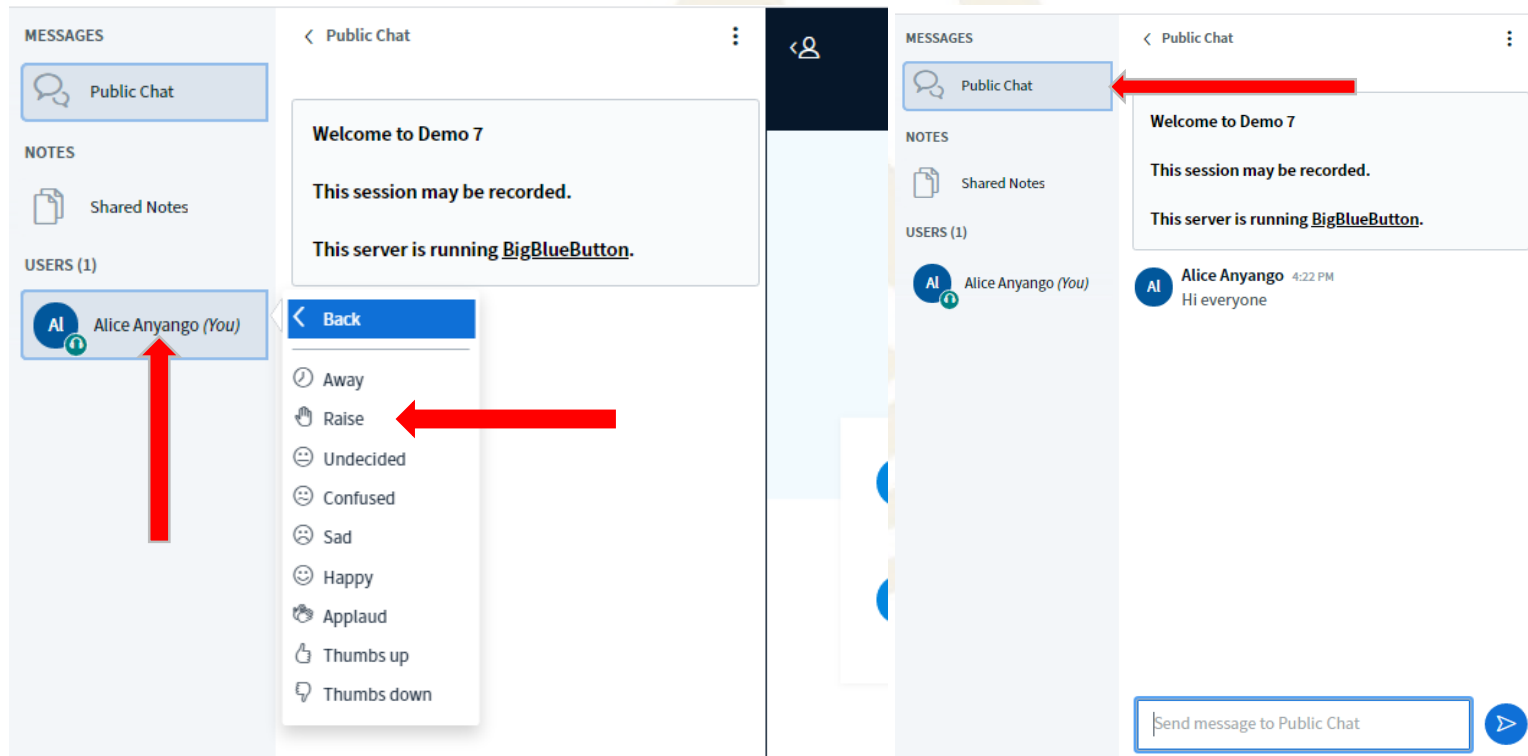 MESSAGES
Public Chat
NOTES
Shared Notes
USERS (1)
Al
Alice Anyango (You)
Public Chat
Welcome to Demo 7
This session may be recorded.
This server is running BigBlueButton.
Back
Away
Raise
Undecided
Confused
Sad
Happy
Applaud
Thumbs up
Thumbs down
MESSAGES
Public Chat
NOTES
Shared Notes
USERS (1)
Al
Alice Anyango (You)
Public Chat
Welcome to Demo 7
This session may be recorded.
This server is running BigBlueButton.
Al
Alice Anyango 4:22 PM
Hi everyone
Send message to Public Chat